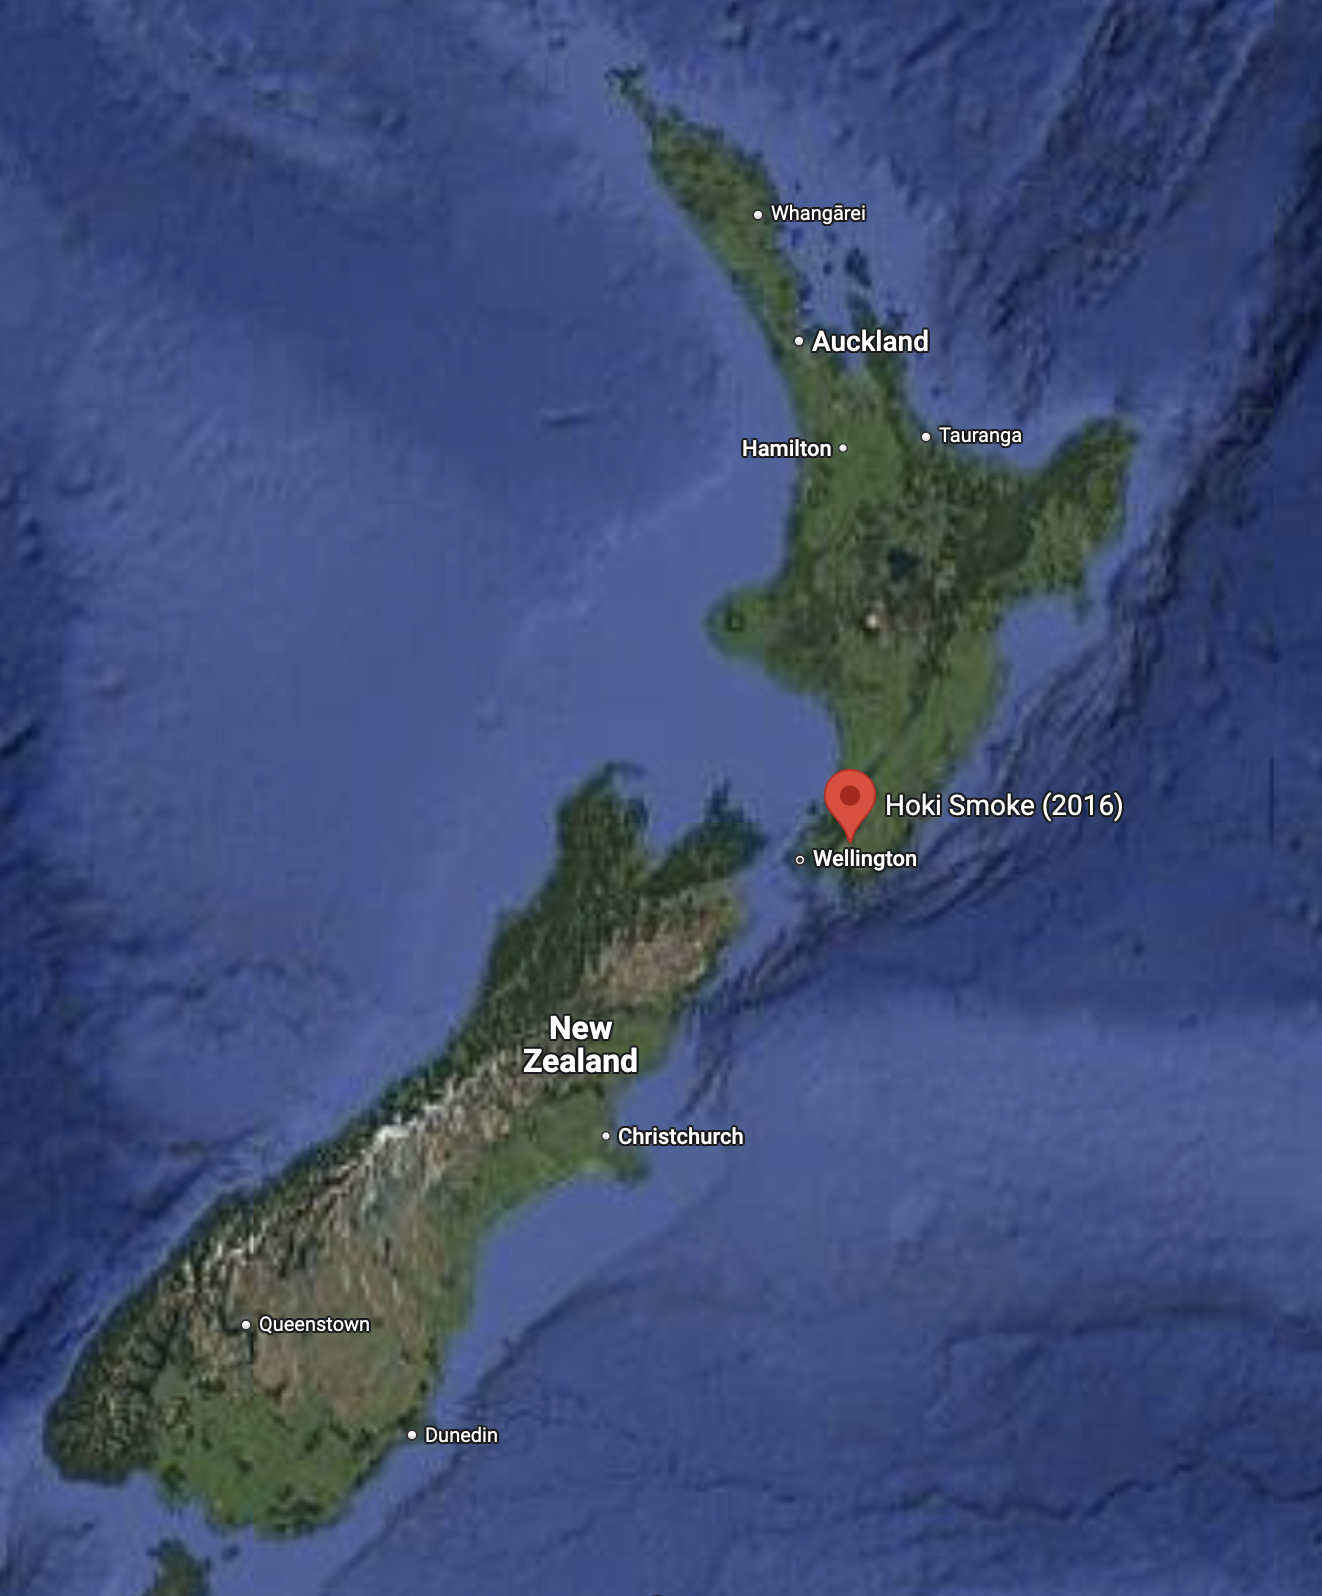 Whangārei
Auckland
Tauranga
Hamilton
Hoki Smoke (2016)
Wellington
New
Zealand
Christchurch
Queenstown
Dunedin